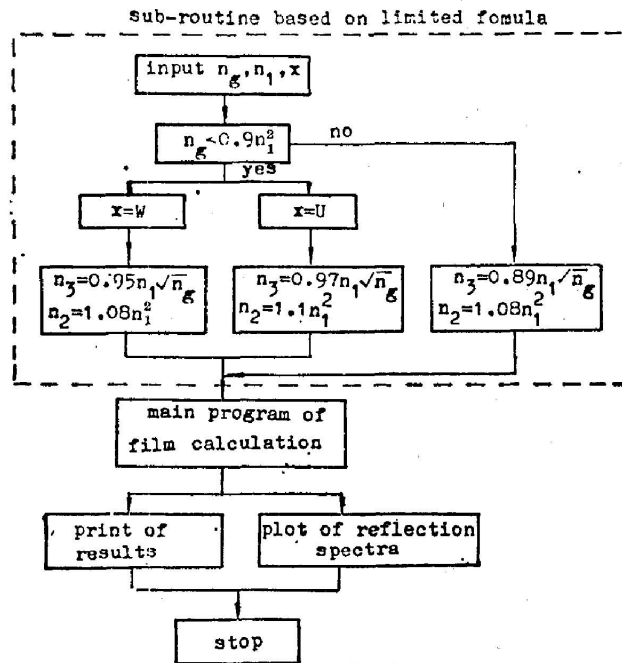 sub-routine based on limited fomula
input n_g, n_1, x
n_g<0.9n_1^2
no
yes
x=W
x=U
n_3=0.95n_1√n_g
n_2=1.08n_1^2
n_3=0.97n_1√n_g
n_2=1.1n_1^2
n_3=0.89n_1√n_g
n_2=1.08n_1^2
main program of
film calculation
print of
results
plot of reflection
spectra
stop